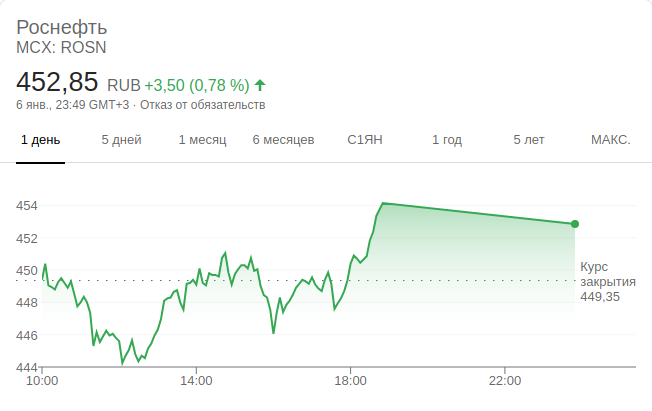 Роснефть
MCX: ROSN
452,85 RUB +3,50 (0,78 %)
6 янв., 23:49 GMT+3 · Отказ от обязательств
1 день 5 дней 1 месяц 6 месяцев С1ЯН 1 год 5 лет МАКС.
454
452
450
448
446
444
Курс
закрытия
449,35
10:00 14:00 18:00 22:00